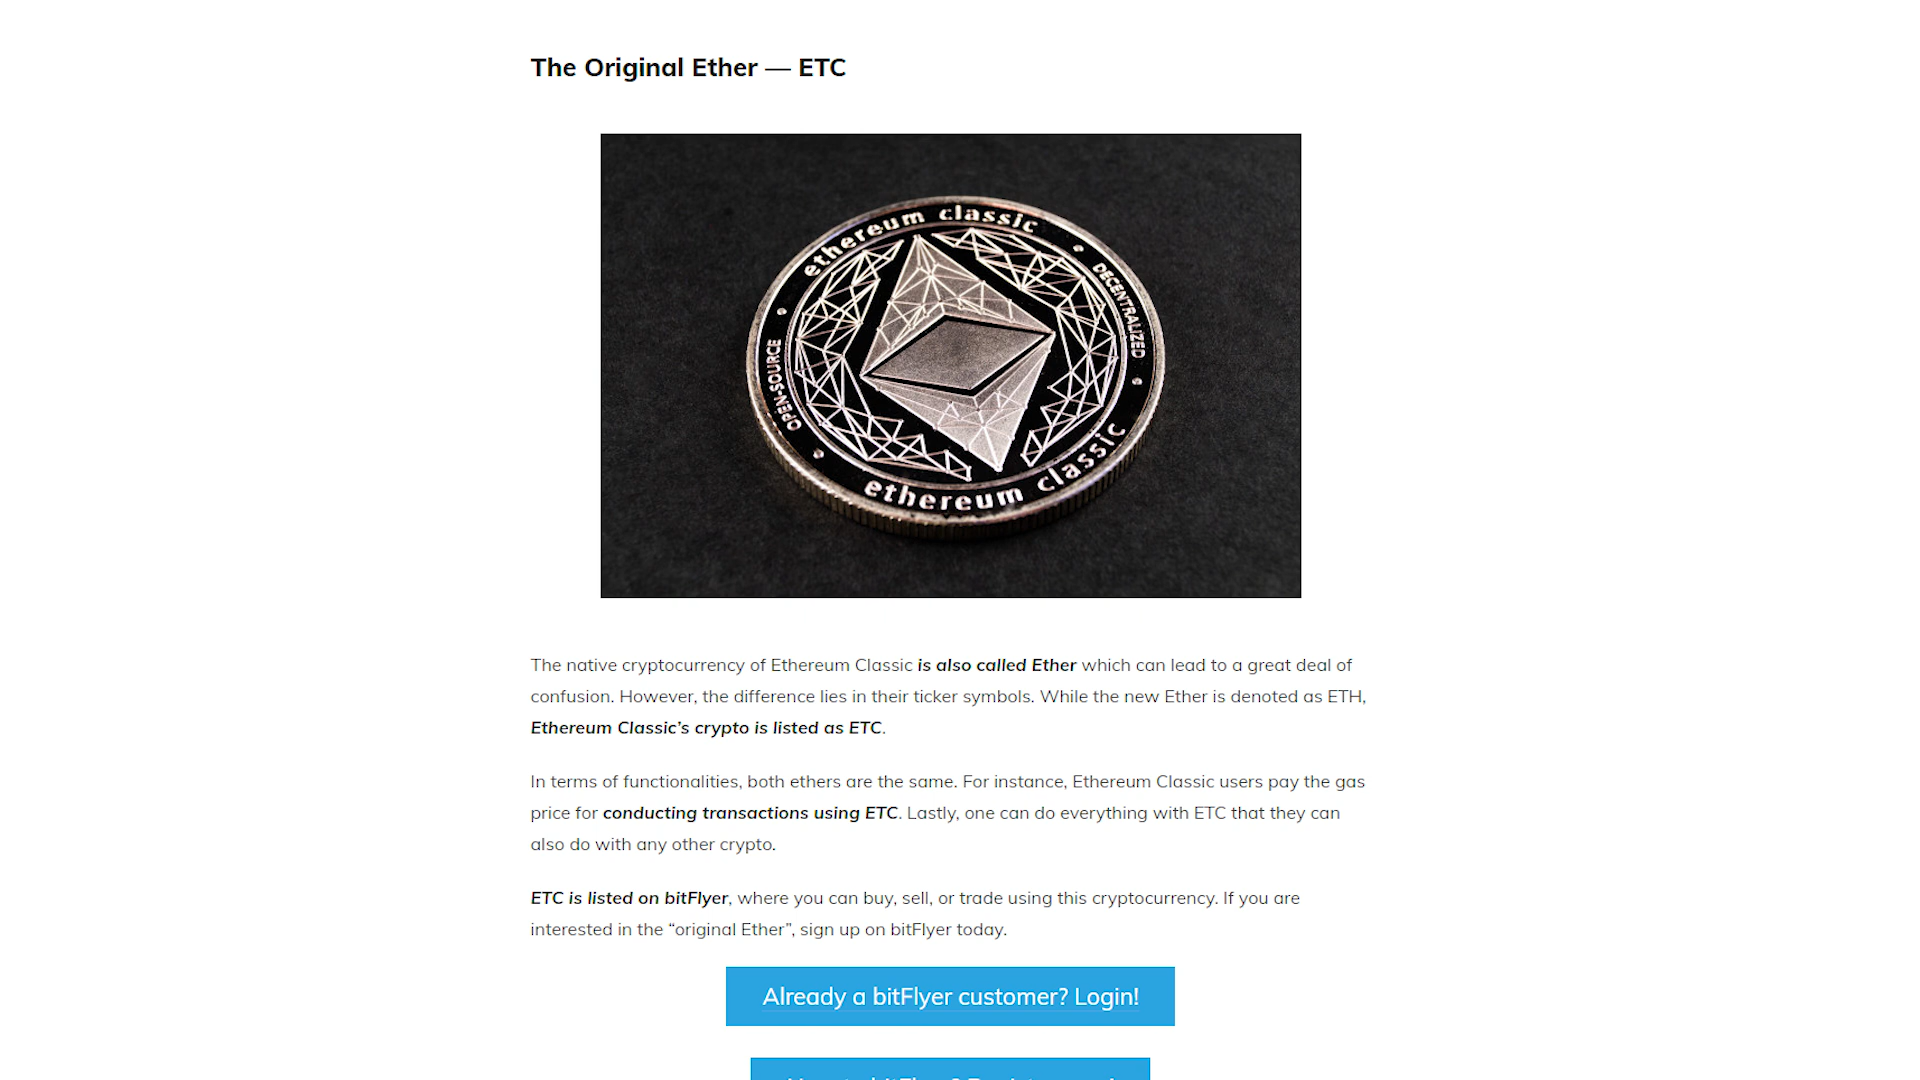 The Original Ether — ETC
ethereum classic
DECENTRALIZED
OPEN-SOURCE
ethereum classic
The native cryptocurrency of Ethereum Classic is also called Ether which can lead to a great deal of
confusion. However, the difference lies in their ticker symbols. While the new Ether is denoted as ETH,
Ethereum Classic’s crypto is listed as ETC.
In terms of functionalities, both ethers are the same. For instance, Ethereum Classic users pay the gas
price for conducting transactions using ETC. Lastly, one can do everything with ETC that they can
also do with any other crypto.
ETC is listed on bitFlyer, where you can buy, sell, or trade using this cryptocurrency. If you are
interested in the “original Ether”, sign up on bitFlyer today.
Already a bitFlyer customer? Login!